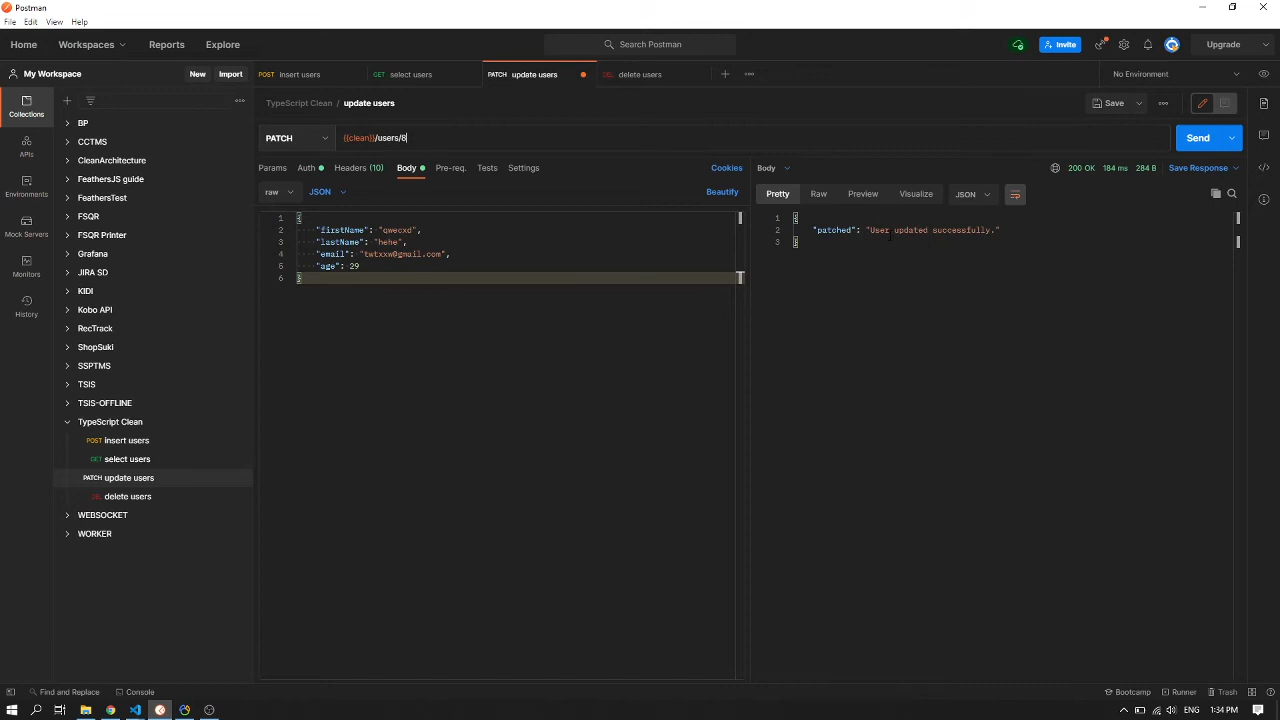 Postman
File Edit View Help
Home Workspaces Reports Explore Search Postman Invite Upgrade
My Workspace New Import POST insert users GET select users PATCH update users DEL delete users No Environment
Collections
APIs
Environments
Mock Servers
Monitors
History
BP
CCTMS
CleanArchitecture
FeathersJS guide
FeathersTest
FSQR
FSQR Printer
Grafana
JIRA SD
KIDI
Kobo API
RecTrack
ShopSuki
SSPTMS
TSIS
TSIS-OFFLINE
TypeScript Clean
POST insert users
GET select users
PATCH update users
DEL delete users
WEBSOCKET
WORKER
TypeScript Clean / update users Save
PATCH {{clean}}/users/8 Send
Params Auth Headers (10) Body Pre-req. Tests Settings Cookies
raw JSON Beautify
1 {
2 "firstName": "qwecxd",
3 "lastName": "hehe",
4 "email": "twtxxw@gmail.com",
5 "age": 29
6 }
Body 200 OK 184 ms 284 B Save Response
Pretty Raw Preview Visualize JSON
1 {
2 "patched": "User updated successfully."
3 }
Find and Replace Console Bootcamp Runner Trash
ENG 1:34 PM